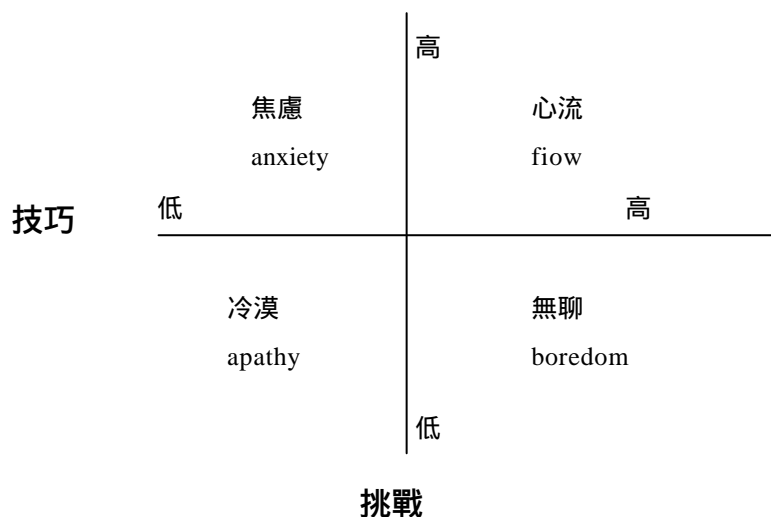 高
焦慮
心流
anxiety
fiow
技巧
低
高
冷漠
無聊
apathy
boredom
低
挑戰